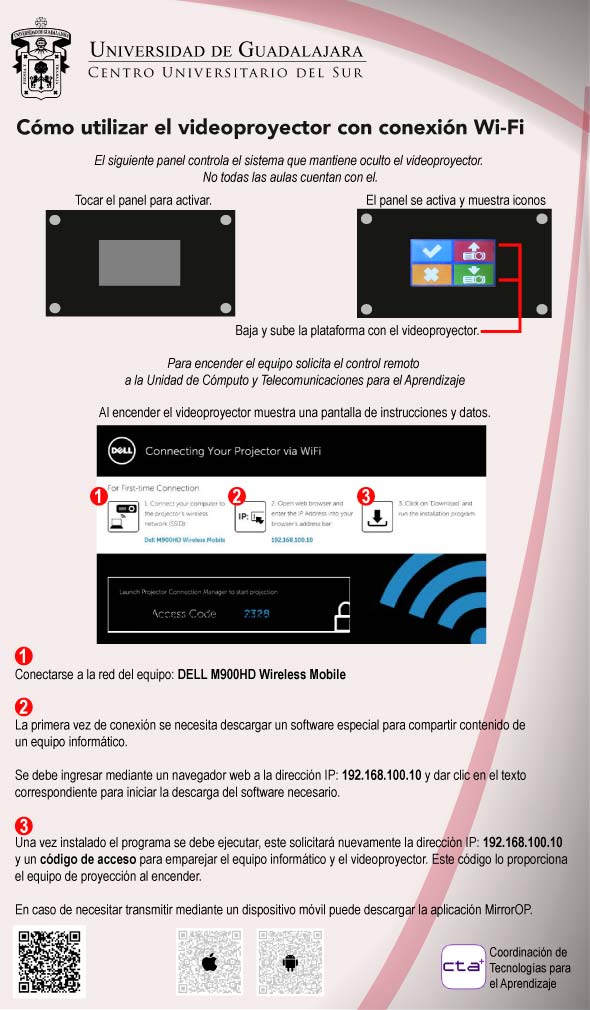 UNIVERSIDAD DE GUADALAJARA
CENTRO UNIVERSITARIO DEL SUR
Cómo utilizar el videoproyector con conexión Wi-Fi
El siguiente panel controla el sistema que mantiene oculto el videoproyector.
No todas las aulas cuentan con el.
Tocar el panel para activar.
El panel se activa y muestra iconos
Baja y sube la plataforma con el videoproyector.
Para encender el equipo solicita el control remoto
a la Unidad de Cómputo y Telecomunicaciones para el Aprendizaje
Al encender el videoproyector muestra una pantalla de instrucciones y datos.
DELL
Connecting Your Projector via WiFi
For First-time Connection
1
1. Connect your computer to
the projector's wireless
network (SSID):
Dell M900HD Wireless Mobile
2
IP:
2. Open web browser and
enter the IP Address into your
browser's address bar:
192.168.100.10
3
3. Click on 'Download' and
run the installation program
Launch Projector Connection Manager to start projection
Access Code 2328
1
Conectarse a la red del equipo: DELL M900HD Wireless Mobile
2
La primera vez de conexión se necesita descargar un software especial para compartir contenido de
un equipo informático.
Se debe ingresar mediante un navegador web a la dirección IP: 192.168.100.10 y dar clic en el texto
correspondiente para iniciar la descarga del software necesario.
3
Una vez instalado el programa se debe ejecutar, este solicitará nuevamente la dirección IP: 192.168.100.10
y un código de acceso para emparejar el equipo informático y el videoproyector. Este código lo proporciona
el equipo de proyección al encender.
En caso de necesitar transmitir mediante un dispositivo móvil puede descargar la aplicación MirrorOP.
cta+
Coordinación de
Tecnologías para
el Aprendizaje